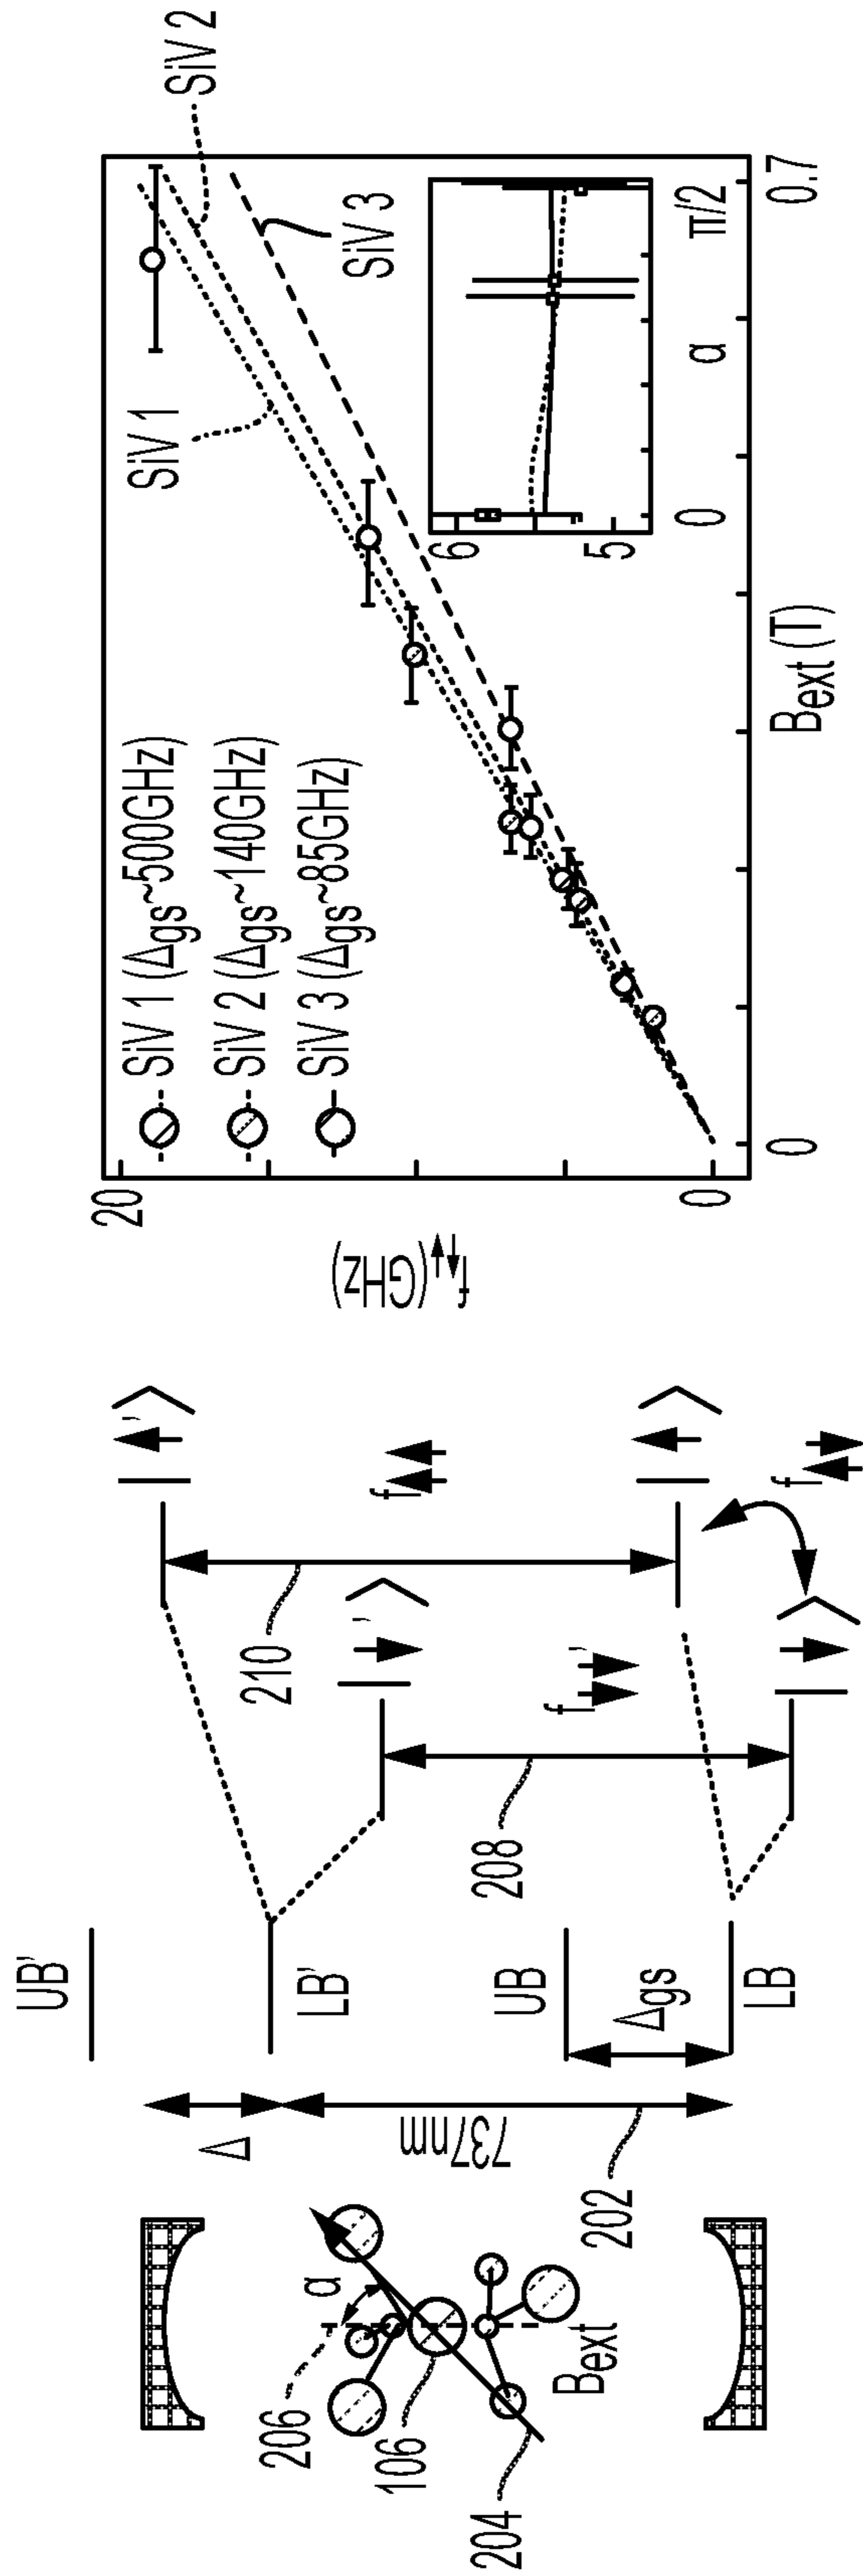 206
106
204
α
Bext
Δ
737nm
202
UB'
LB'
UB
Δgs
LB
208
210
|↑'⟩
|↓'⟩
f↑↑'
f↓↓'
|↑⟩
|↓⟩
f↑↓
f↑↓(GHz)
20
0
SiV 1 (Δgs~500GHz)
SiV 2 (Δgs~140GHz)
SiV 3 (Δgs~85GHz)
SiV 1
SiV 2
SiV 3
6
5
0
α
π/2
0
Bext (T)
0.7